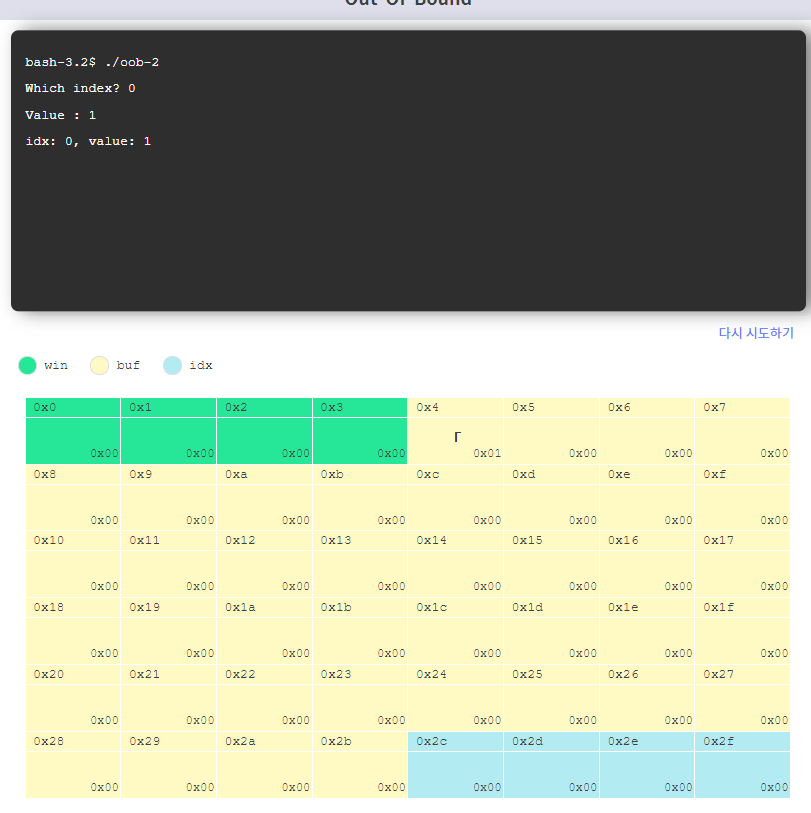 Out-Of-Bound
bash-3.2$ ./oob-2
Which index? 0
Value : 1
idx: 0, value: 1
다시 시도하기
win buf idx
0x0 0x1 0x2 0x3 0x4 0x5 0x6 0x7
0x00 0x00 0x00 0x00 0x01 0x00 0x00 0x00
0x8 0x9 0xa 0xb 0xc 0xd 0xe 0xf
0x00 0x00 0x00 0x00 0x00 0x00 0x00 0x00
0x10 0x11 0x12 0x13 0x14 0x15 0x16 0x17
0x00 0x00 0x00 0x00 0x00 0x00 0x00 0x00
0x18 0x19 0x1a 0x1b 0x1c 0x1d 0x1e 0x1f
0x00 0x00 0x00 0x00 0x00 0x00 0x00 0x00
0x20 0x21 0x22 0x23 0x24 0x25 0x26 0x27
0x00 0x00 0x00 0x00 0x00 0x00 0x00 0x00
0x28 0x29 0x2a 0x2b 0x2c 0x2d 0x2e 0x2f
0x00 0x00 0x00 0x00 0x00 0x00 0x00 0x00